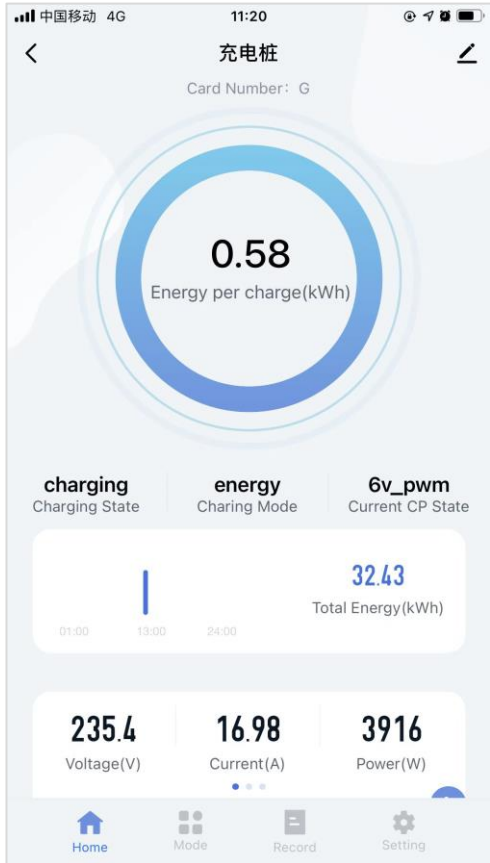 中国移动 4G 11:20
充电桩
Card Number: G
0.58
Energy per charge(kWh)
charging energy 6v_pwm
Charging State Charing Mode Current CP State
32.43
Total Energy(kWh)
01:00 13:00 24:00
235.4 16.98 3916
Voltage(V) Current(A) Power(W)
Home Mode Record Setting